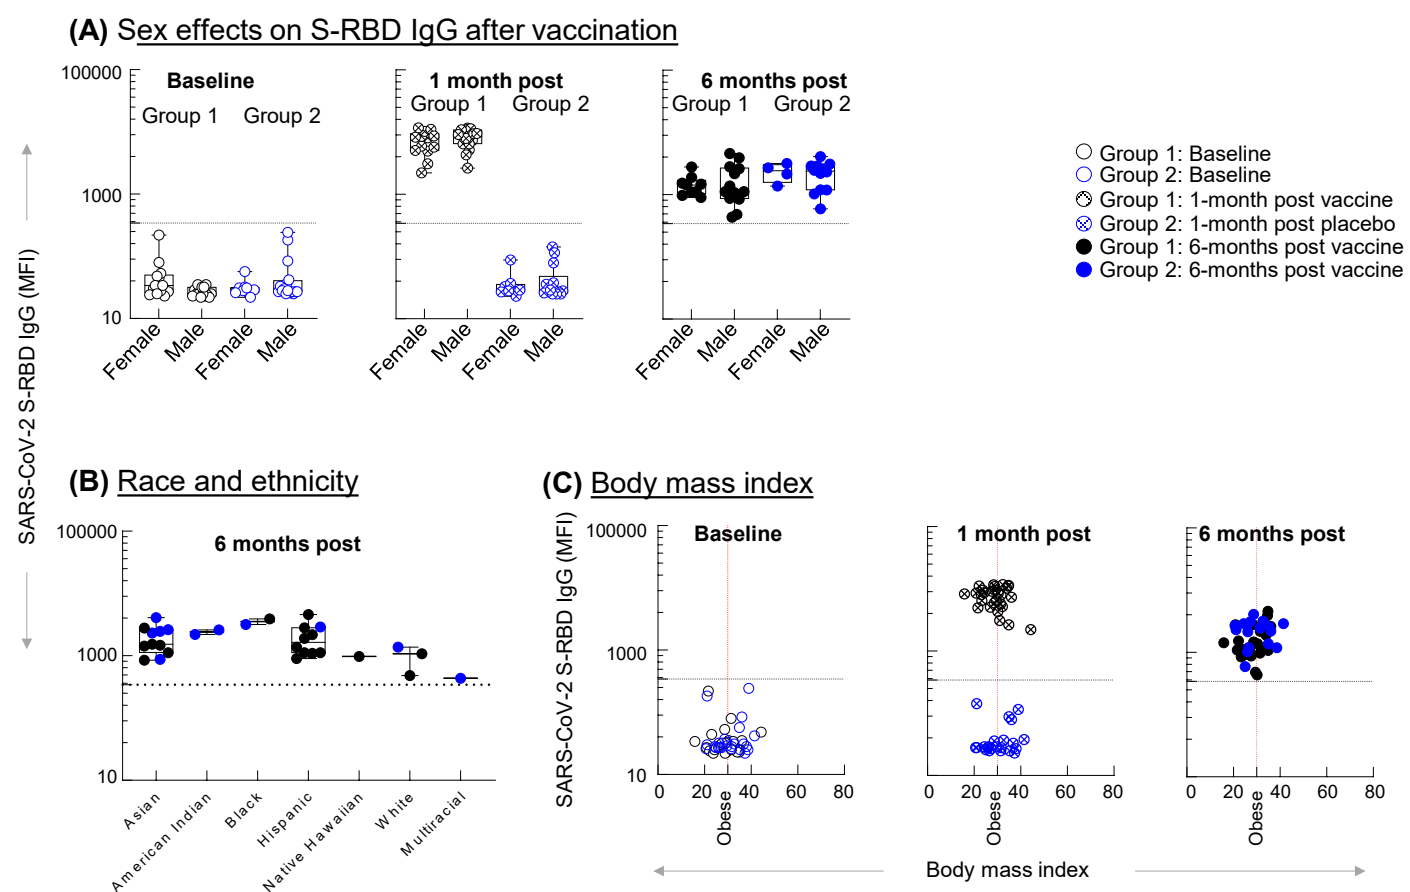 (A) Sex effects on S-RBD IgG after vaccination
SARS-CoV-2 S-RBD IgG (MFI)
100000
1000
10
Baseline
Group 1 Group 2
Female
Male
Female
Male
1 month post
Group 1 Group 2
Female
Male
Female
Male
6 months post
Group 1 Group 2
Female
Male
Female
Male
Group 1: Baseline
Group 2: Baseline
Group 1: 1-month post vaccine
Group 2: 1-month post placebo
Group 1: 6-months post vaccine
Group 2: 6-months post vaccine
(B) Race and ethnicity
100000
1000
10
6 months post
Asian
American Indian
Black
Hispanic
Native Hawaiian
White
Multiracial
(C) Body mass index
SARS-CoV-2 S-RBD IgG (MFI)
100000
1000
10
Baseline
0 20 40 60 80
Obese
1 month post
0 20 40 60 80
Obese
6 months post
0 20 40 60 80
Obese
Body mass index